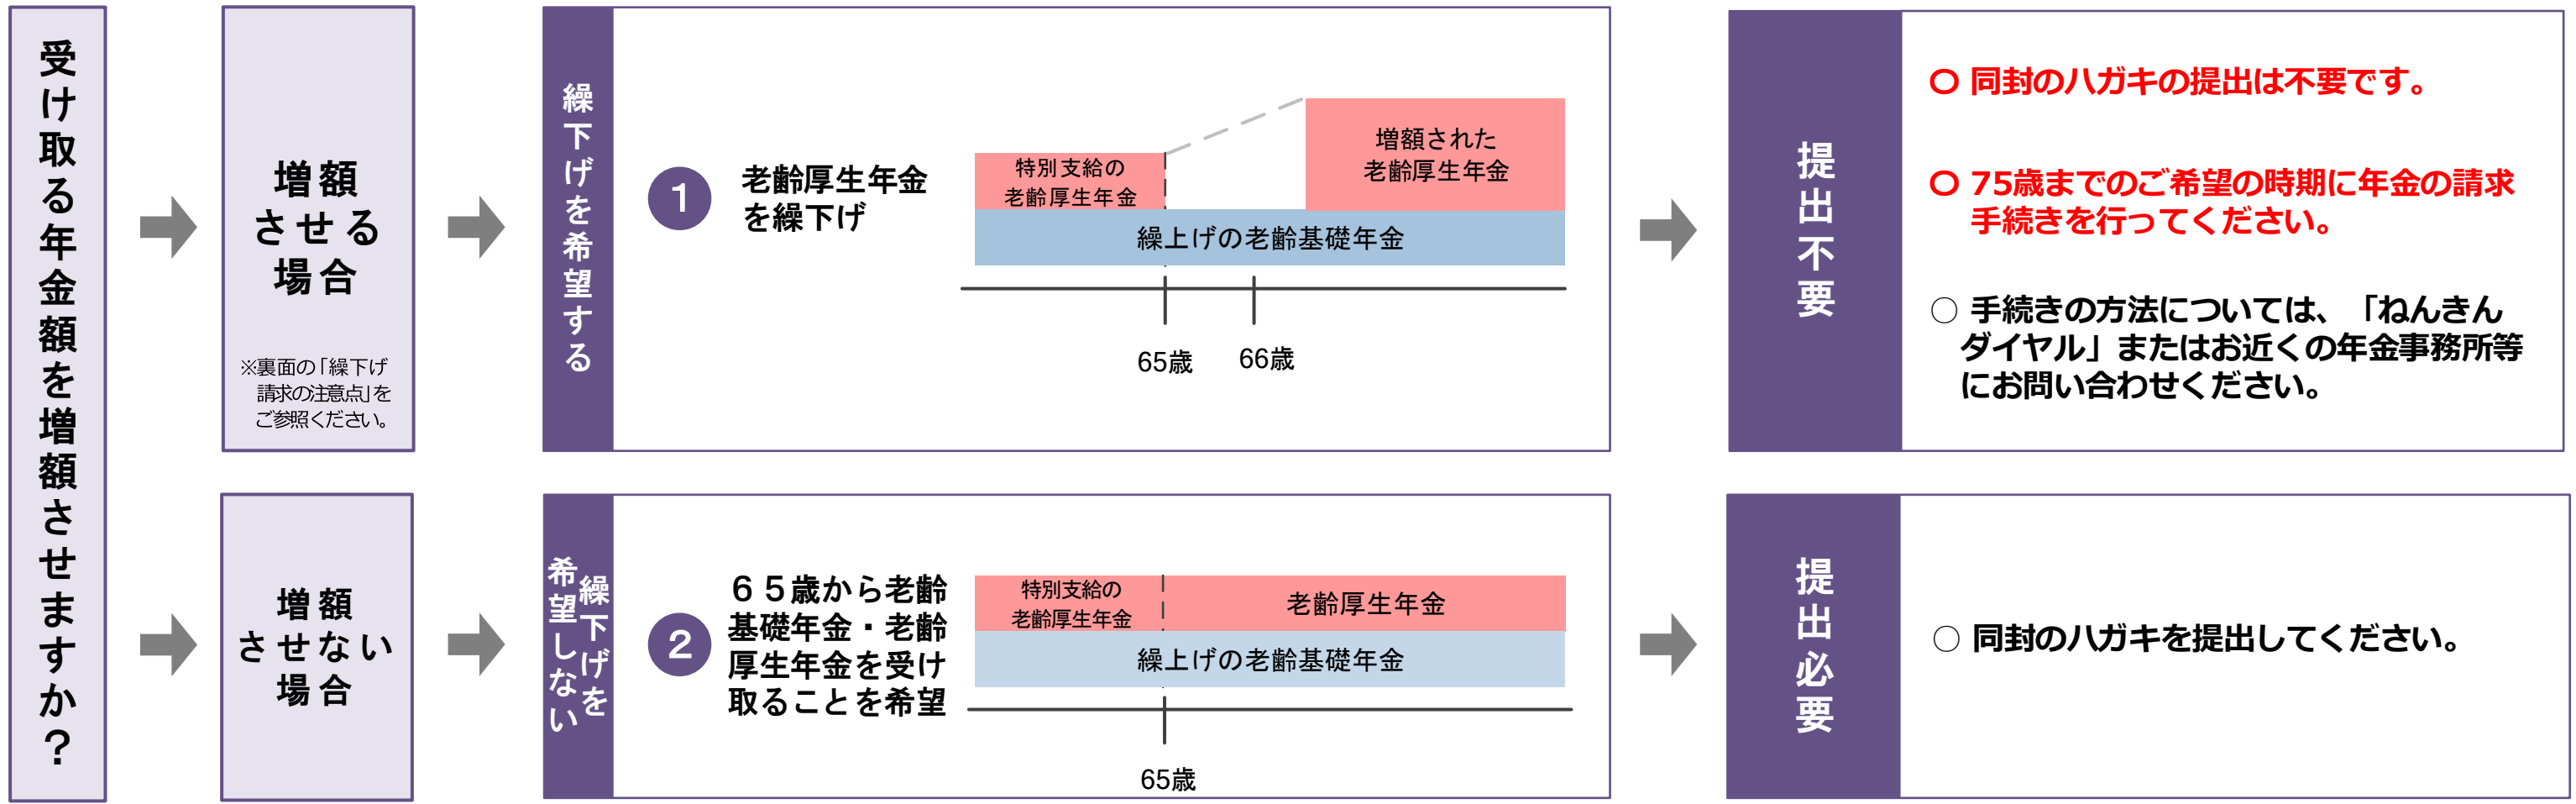 受け取る年金額を増額させますか？
増額
させる
場合
※裏面の「繰下げ
請求の注意点」を
ご参照ください。
繰下げを希望する
1
老齢厚生年金
を繰下げ
特別支給の
老齢厚生年金
増額された
老齢厚生年金
繰上げの老齢基礎年金
65歳
66歳
提出不要
○ 同封のハガキの提出は不要です。
○ 75歳までのご希望の時期に年金の請求
手続きを行ってください。
○ 手続きの方法については、「ねんきん
ダイヤル」またはお近くの年金事務所等
にお問い合わせください。
増額
させない
場合
繰下げを
希望しない
2
６５歳から老齢
基礎年金・老齢
厚生年金を受け
取ることを希望
特別支給の
老齢厚生年金
老齢厚生年金
繰上げの老齢基礎年金
65歳
提出必要
○ 同封のハガキを提出してください。